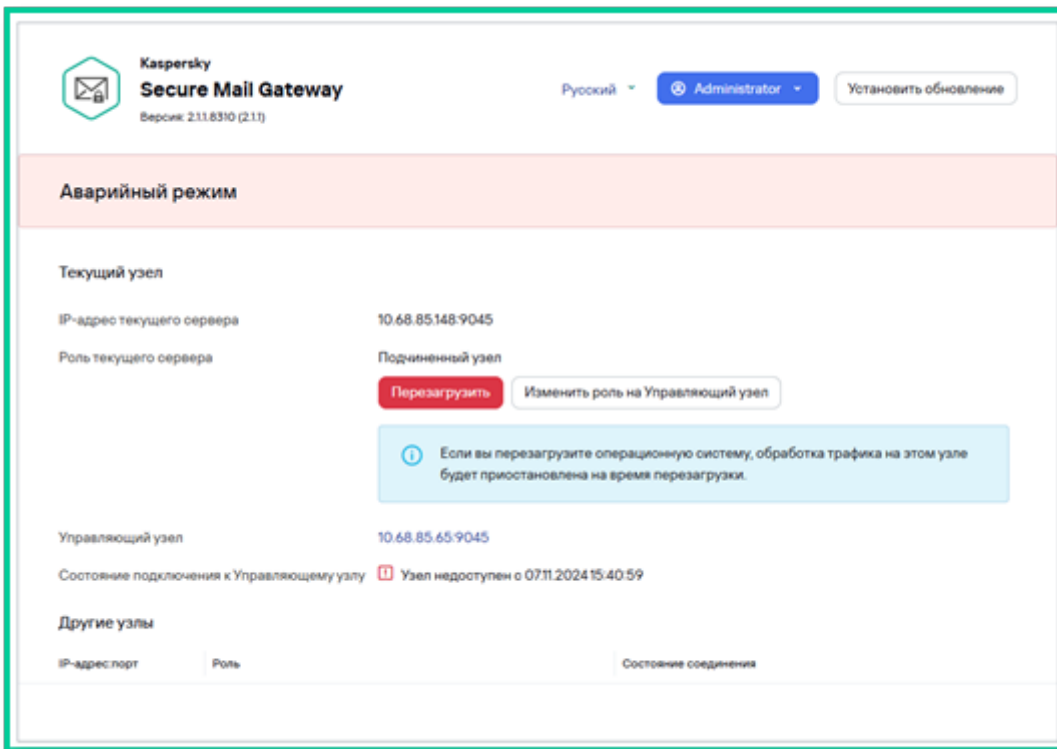 Kaspersky
Secure Mail Gateway
Версия: 2.1.1.8310 (2.1.1)
Русский
Administrator
Установить обновление
Аварийный режим
Текущий узел
IP-адрес текущего сервера 10.68.85.148:9045
Роль текущего сервера Подчиненный узел
Перезагрузить Изменить роль на Управляющий узел
Если вы перезагрузите операционную систему, обработка трафика на этом узле
будет приостановлена на время перезагрузки.
Управляющий узел 10.68.85.65:9045
Состояние подключения к Управляющему узлу Узел недоступен с 07.11.2024 15:40:59
Другие узлы
IP-адрес:порт Роль Состояние соединения